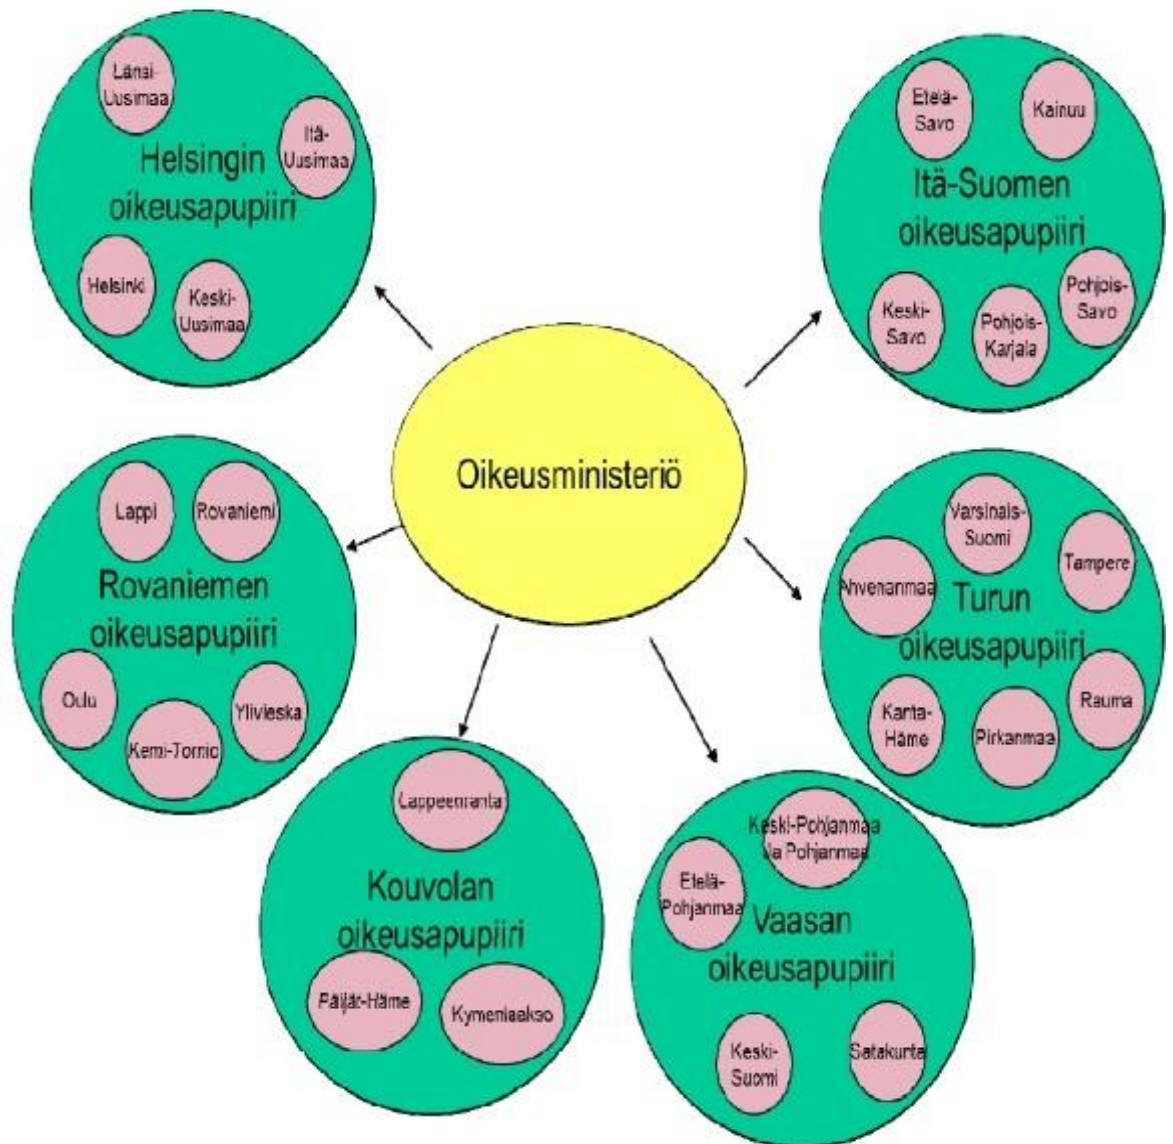 Länsi-
Uusimaa
Itä-
Uusimaa
Helsingin
oikeusapupiiri
Helsinki
Keski-
Uusimaa
Etelä-
Savo
Kainuu
Itä-Suomen
oikeusapupiiri
Keski-
Savo
Pohjois-
Karjala
Pohjois-
Savo
Oikeusministeriö
Lappi
Rovaniemi
Rovaniemen
oikeusapupiiri
Oulu
Kemi-Tornio
Ylivieska
Varsinais-
Suomi
Tampere
Ahvenanmaa
Turun
oikeusapupiiri
Kanta-
Häme
Pirkanmaa
Rauma
Lappeenranta
Kouvolan
oikeusapupiiri
Päijät-Häme
Kymenlaakso
Keski-Pohjanmaa
Ja Pohjanmaa
Etelä-
Pohjanmaa
Vaasan
oikeusapupiiri
Keski-
Suomi
Satakunta